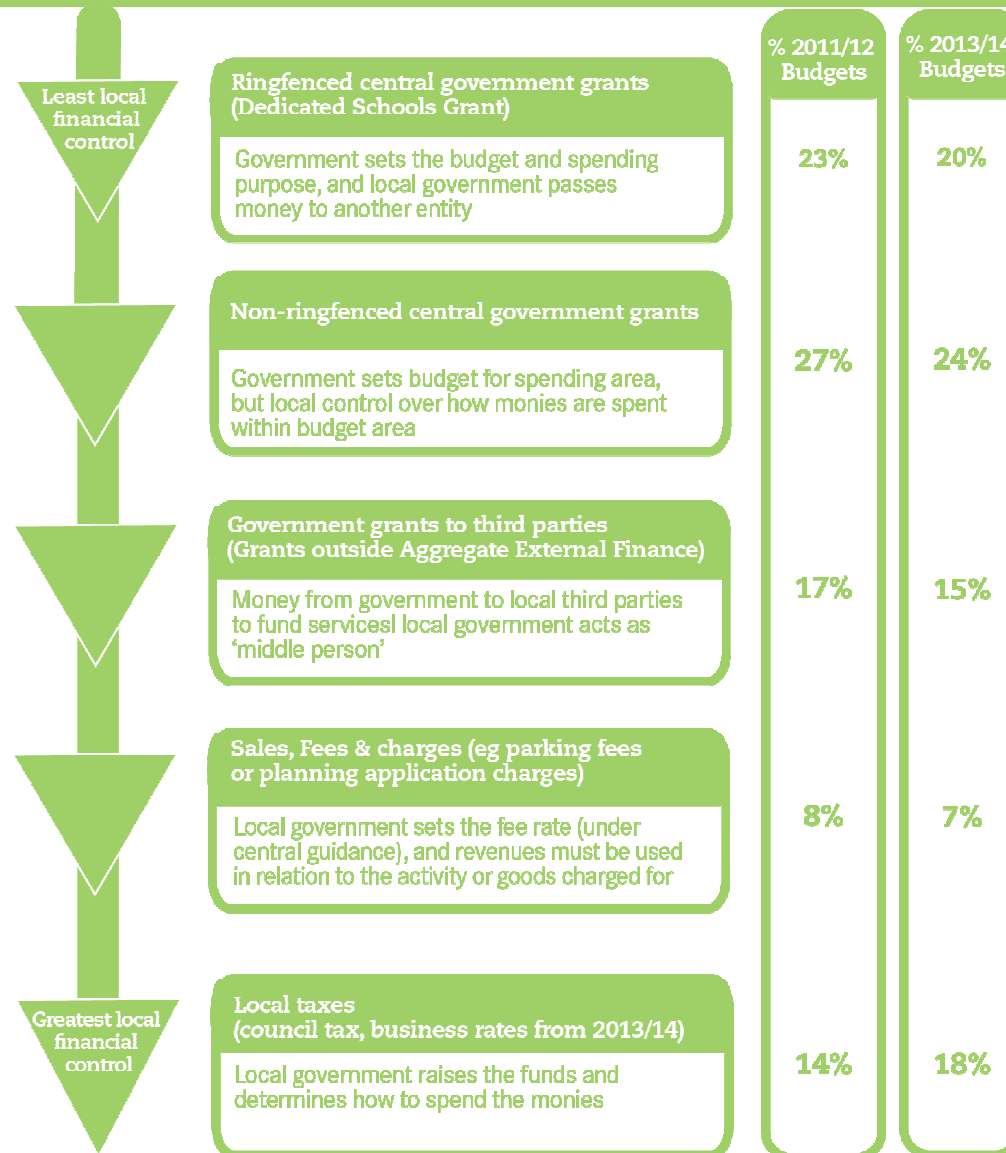 % 2011/12
Budgets
% 2013/14
Budgets
Least local
financial
control
Ringfenced central government grants
(Dedicated Schools Grant)
Government sets the budget and spending
purpose, and local government passes
money to another entity
23%
20%
Non-ringfenced central government grants
Government sets budget for spending area,
but local control over how monies are spent
within budget area
27%
24%
Government grants to third parties
(Grants outside Aggregate External Finance)
Money from government to local third parties
to fund servicesl local government acts as
‘middle person’
17%
15%
Sales, Fees & charges (eg parking fees
or planning application charges)
Local government sets the fee rate (under
central guidance), and revenues must be used
in relation to the activity or goods charged for
8%
7%
Greatest local
financial
control
Local taxes
(council tax, business rates from 2013/14)
Local government raises the funds and
determines how to spend the monies
14%
18%